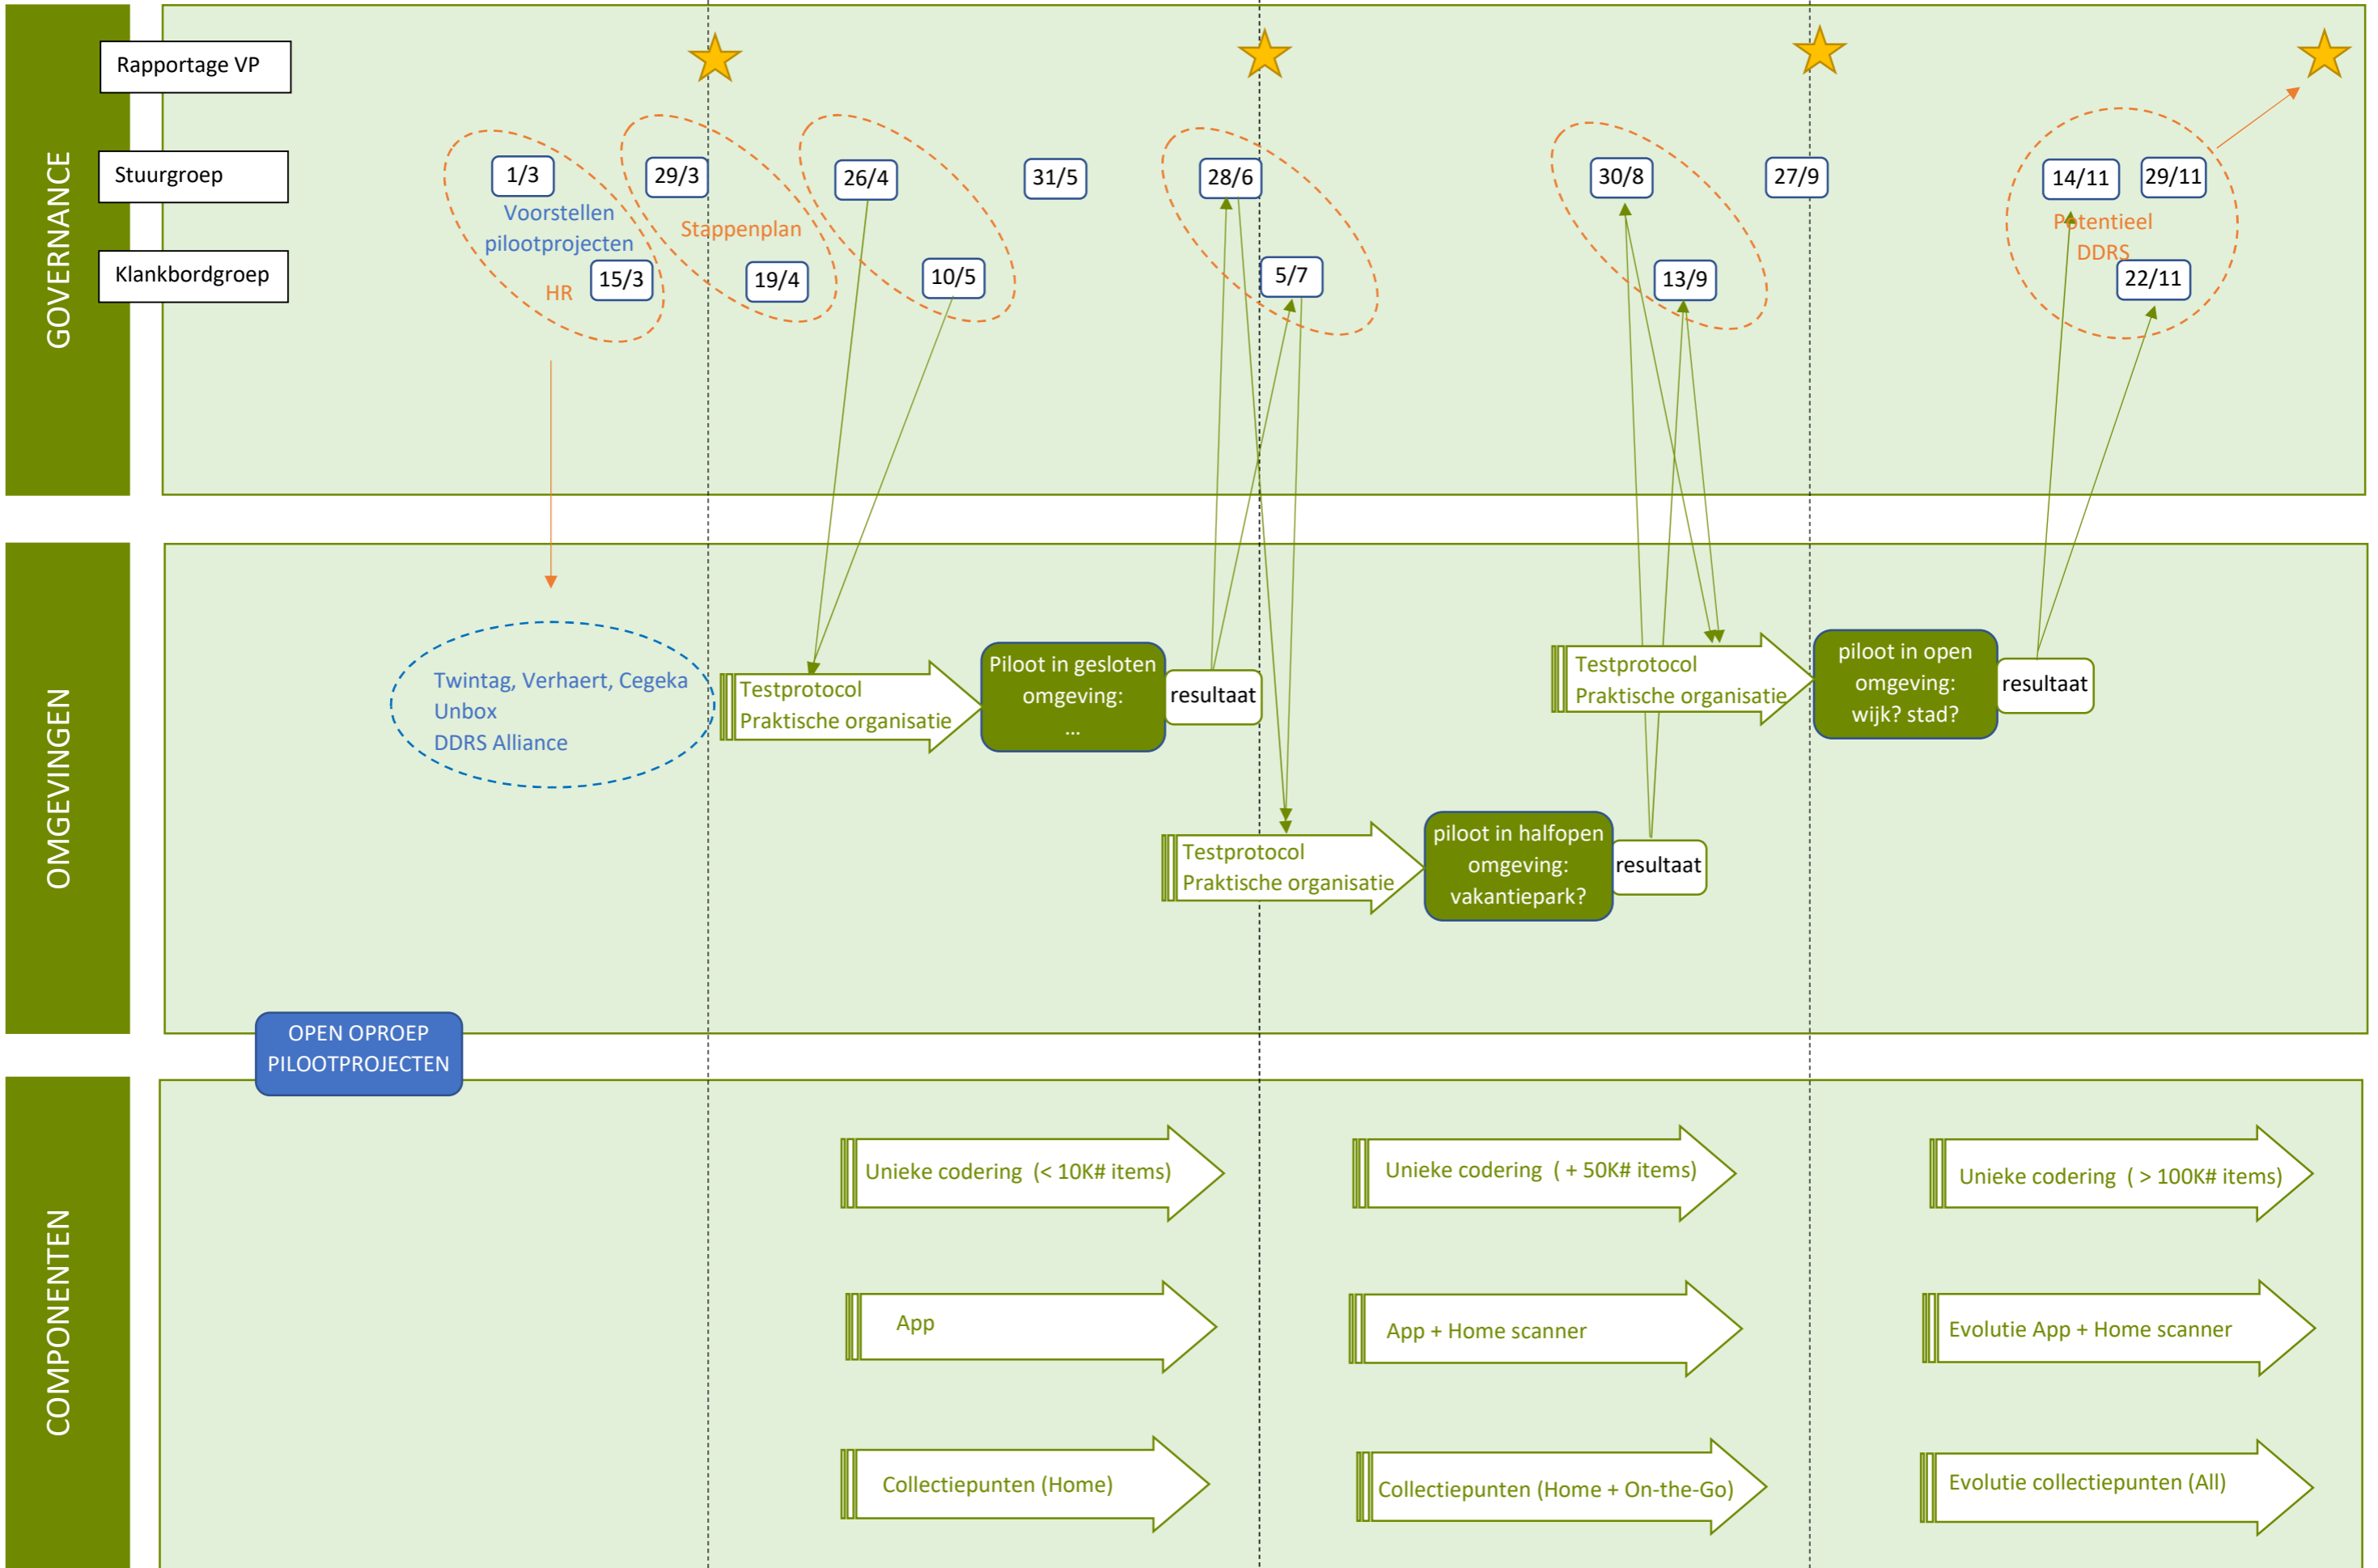 GOVERNANCE
Rapportage VP
Stuurgroep
1/3
29/3
26/4
31/5
28/6
30/8
27/9
14/11
29/11
Voorstellen
pilootprojecten
Stappenplan
Potentieel
DDRS
Klankbordgroep
HR
15/3
19/4
10/5
5/7
13/9
22/11
OMGEVINGEN
Twintag, Verhaert, Cegeka
Unbox
DDRS Alliance
Testprotocol
Praktische organisatie
Piloot in gesloten
omgeving:
...
resultaat
Testprotocol
Praktische organisatie
piloot in open
omgeving:
wijk? stad?
resultaat
Testprotocol
Praktische organisatie
piloot in halfopen
omgeving:
vakantiepark?
resultaat
OPEN OPROEP
PILOOTPROJECTEN
COMPONENTEN
Unieke codering (< 10K# items)
Unieke codering ( + 50K# items)
Unieke codering ( > 100K# items)
App
App + Home scanner
Evolutie App + Home scanner
Collectiepunten (Home)
Collectiepunten (Home + On-the-Go)
Evolutie collectiepunten (All)